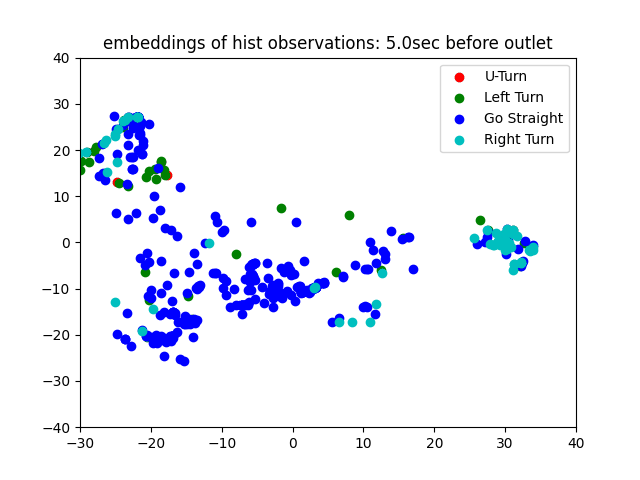 embeddings of hist observations: 5.0sec before outlet
U-Turn
Left Turn
Go Straight
Right Turn
40
30
20
10
0
−10
−20
−30
−40
−30 −20 −10 0 10 20 30 40